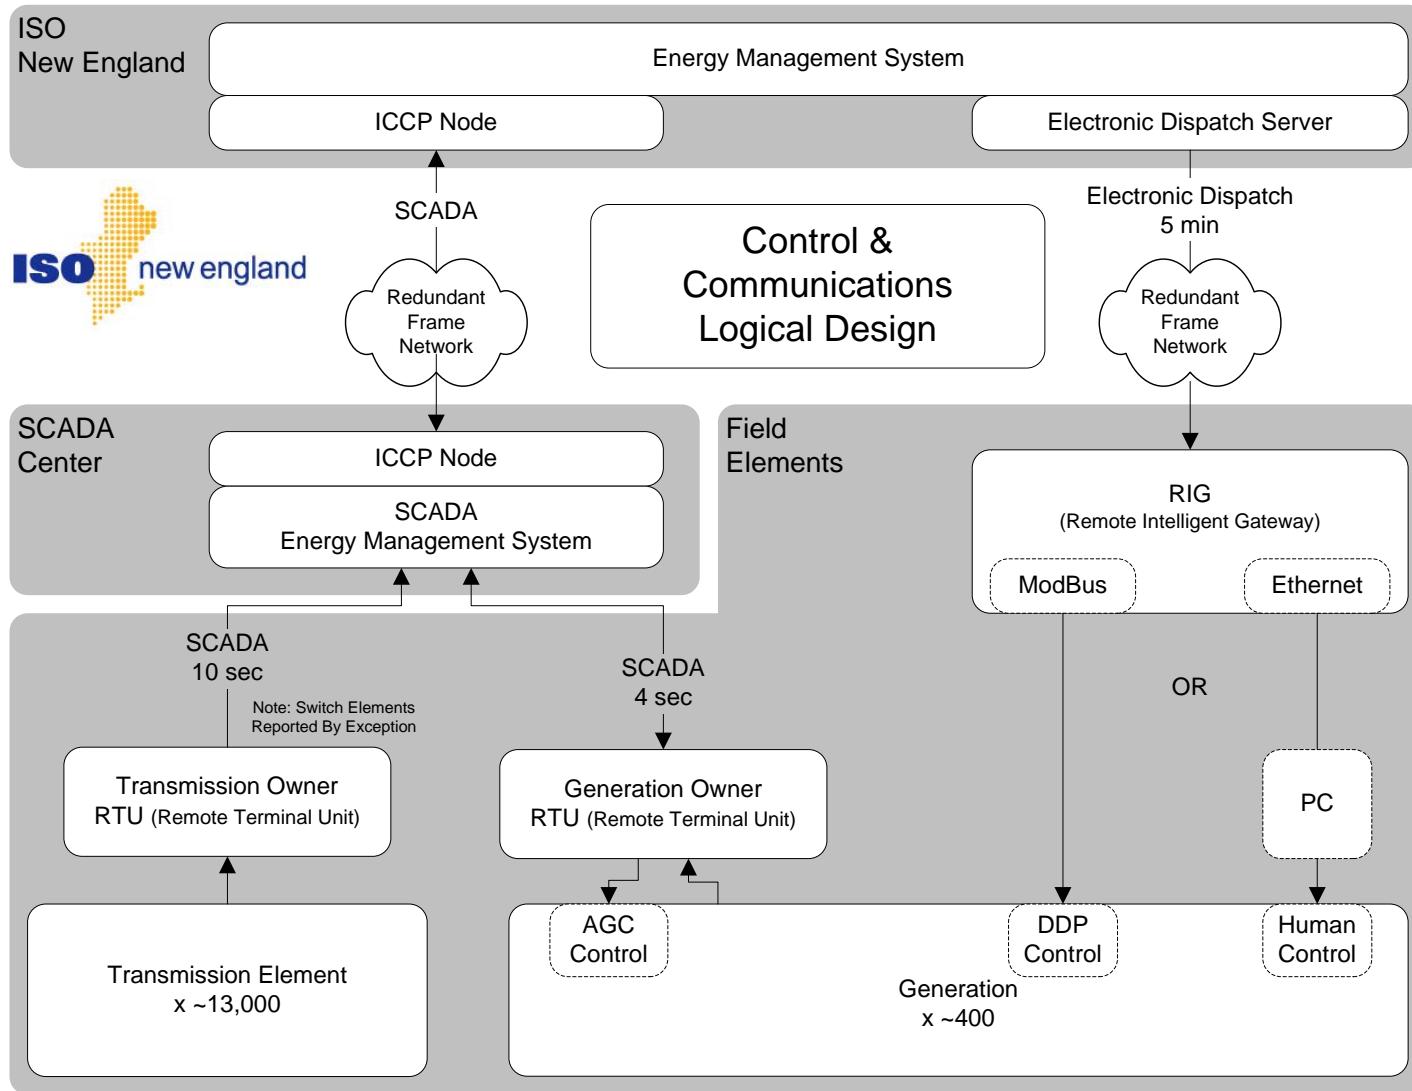 ISO
New England
Energy Management System
ICCP Node
Electronic Dispatch Server
SCADA
Electronic Dispatch
5 min
ISO new england
Control &
Communications
Logical Design
Redundant
Frame
Network
Redundant
Frame
Network
SCADA
Center
ICCP Node
SCADA
Energy Management System
Field
Elements
RIG
(Remote Intelligent Gateway)
ModBus
Ethernet
SCADA
10 sec
Note: Switch Elements
Reported By Exception
SCADA
4 sec
OR
Transmission Owner
RTU (Remote Terminal Unit)
Generation Owner
RTU (Remote Terminal Unit)
PC
AGC
Control
DDP
Control
Human
Control
Transmission Element
x ~13,000
Generation
x ~400